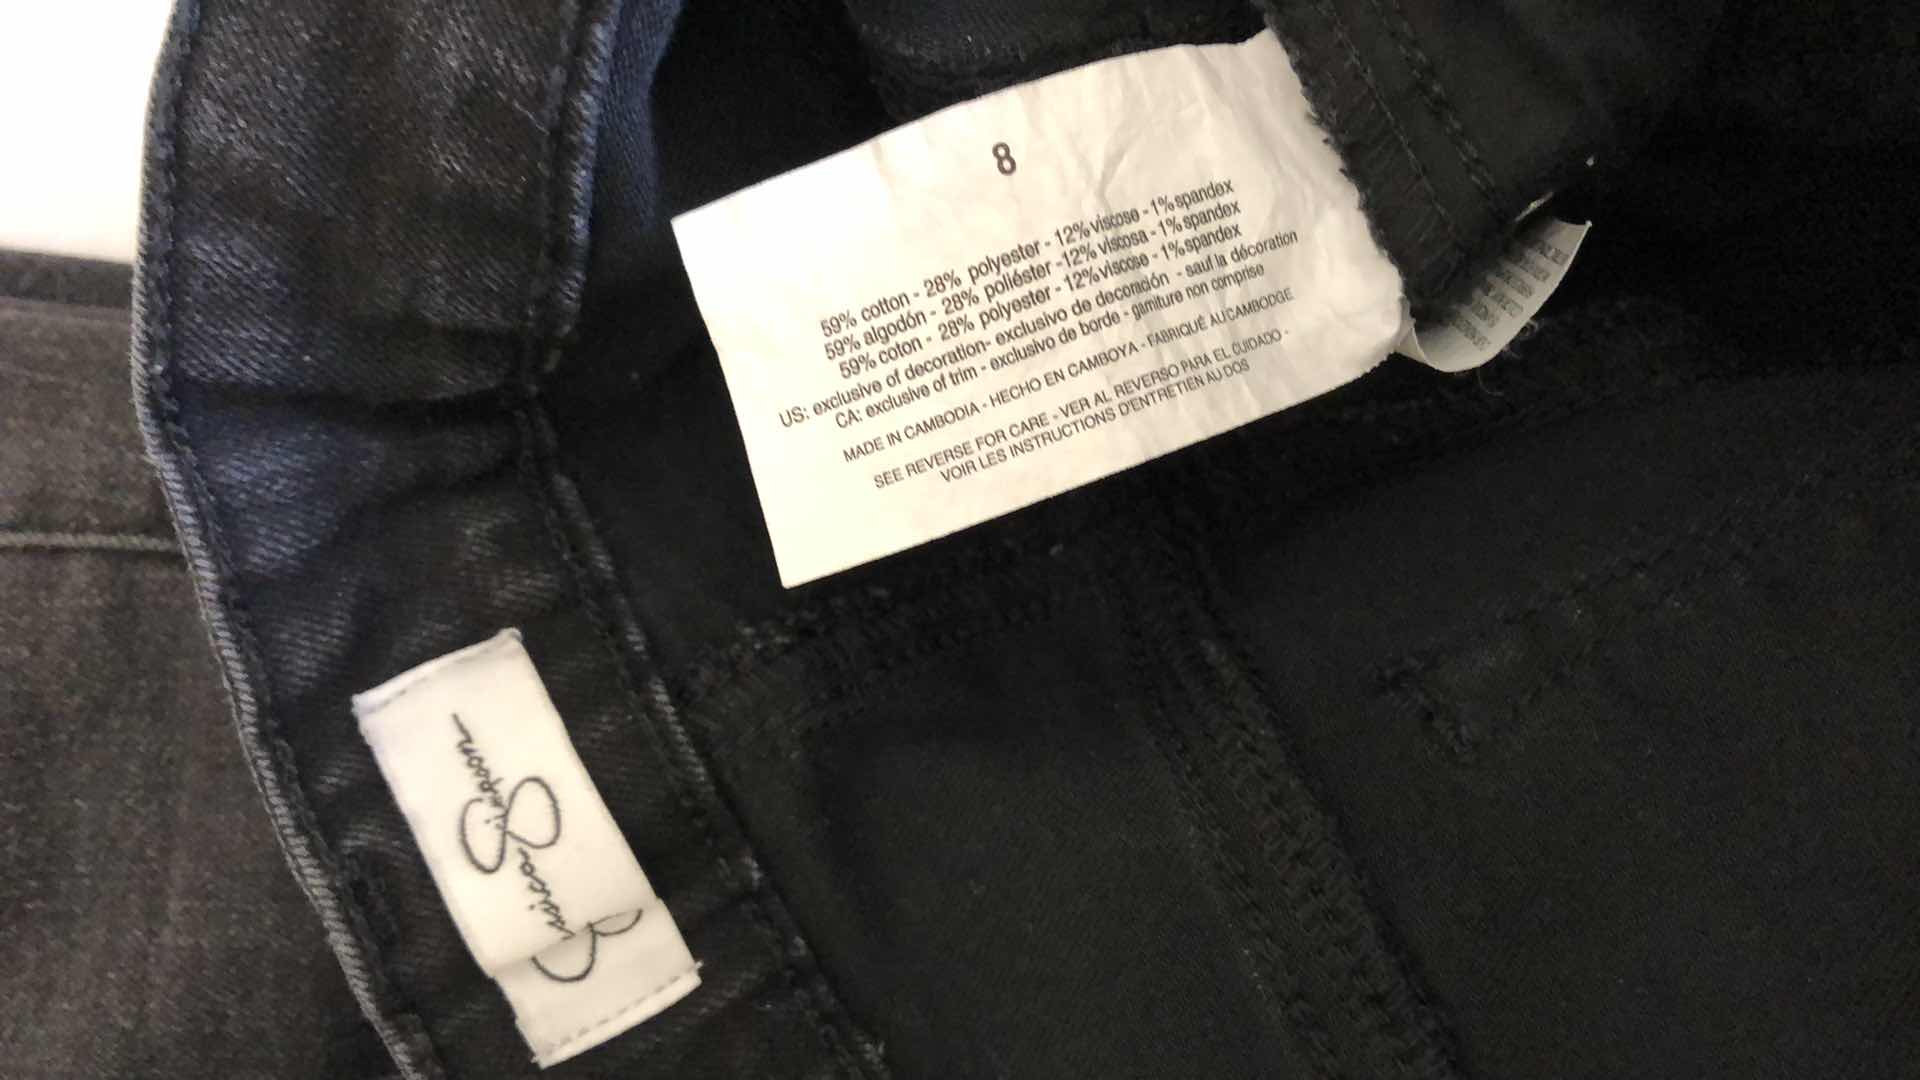 8
59% cotton - 28% polyester - 12% viscose - 1% spandex
59% algodón - 28% poliéster - 12% viscosa - 1% spandex
59% coton - 28% polyester - 12% viscose - 1% spandex
US: exclusive of decoration- exclusivo de decoración - sauf la décoration
CA: exclusive of trim - exclusivo de borde - garniture non comprise
MADE IN CAMBODIA - HECHO EN CAMBOYA - FABRIQUÉ AU CAMBODGE
SEE REVERSE FOR CARE - VER AL REVERSO PARA EL CUIDADO -
VOIR LES INSTRUCTIONS D'ENTRETIEN AU DOS
Jessica Simpson